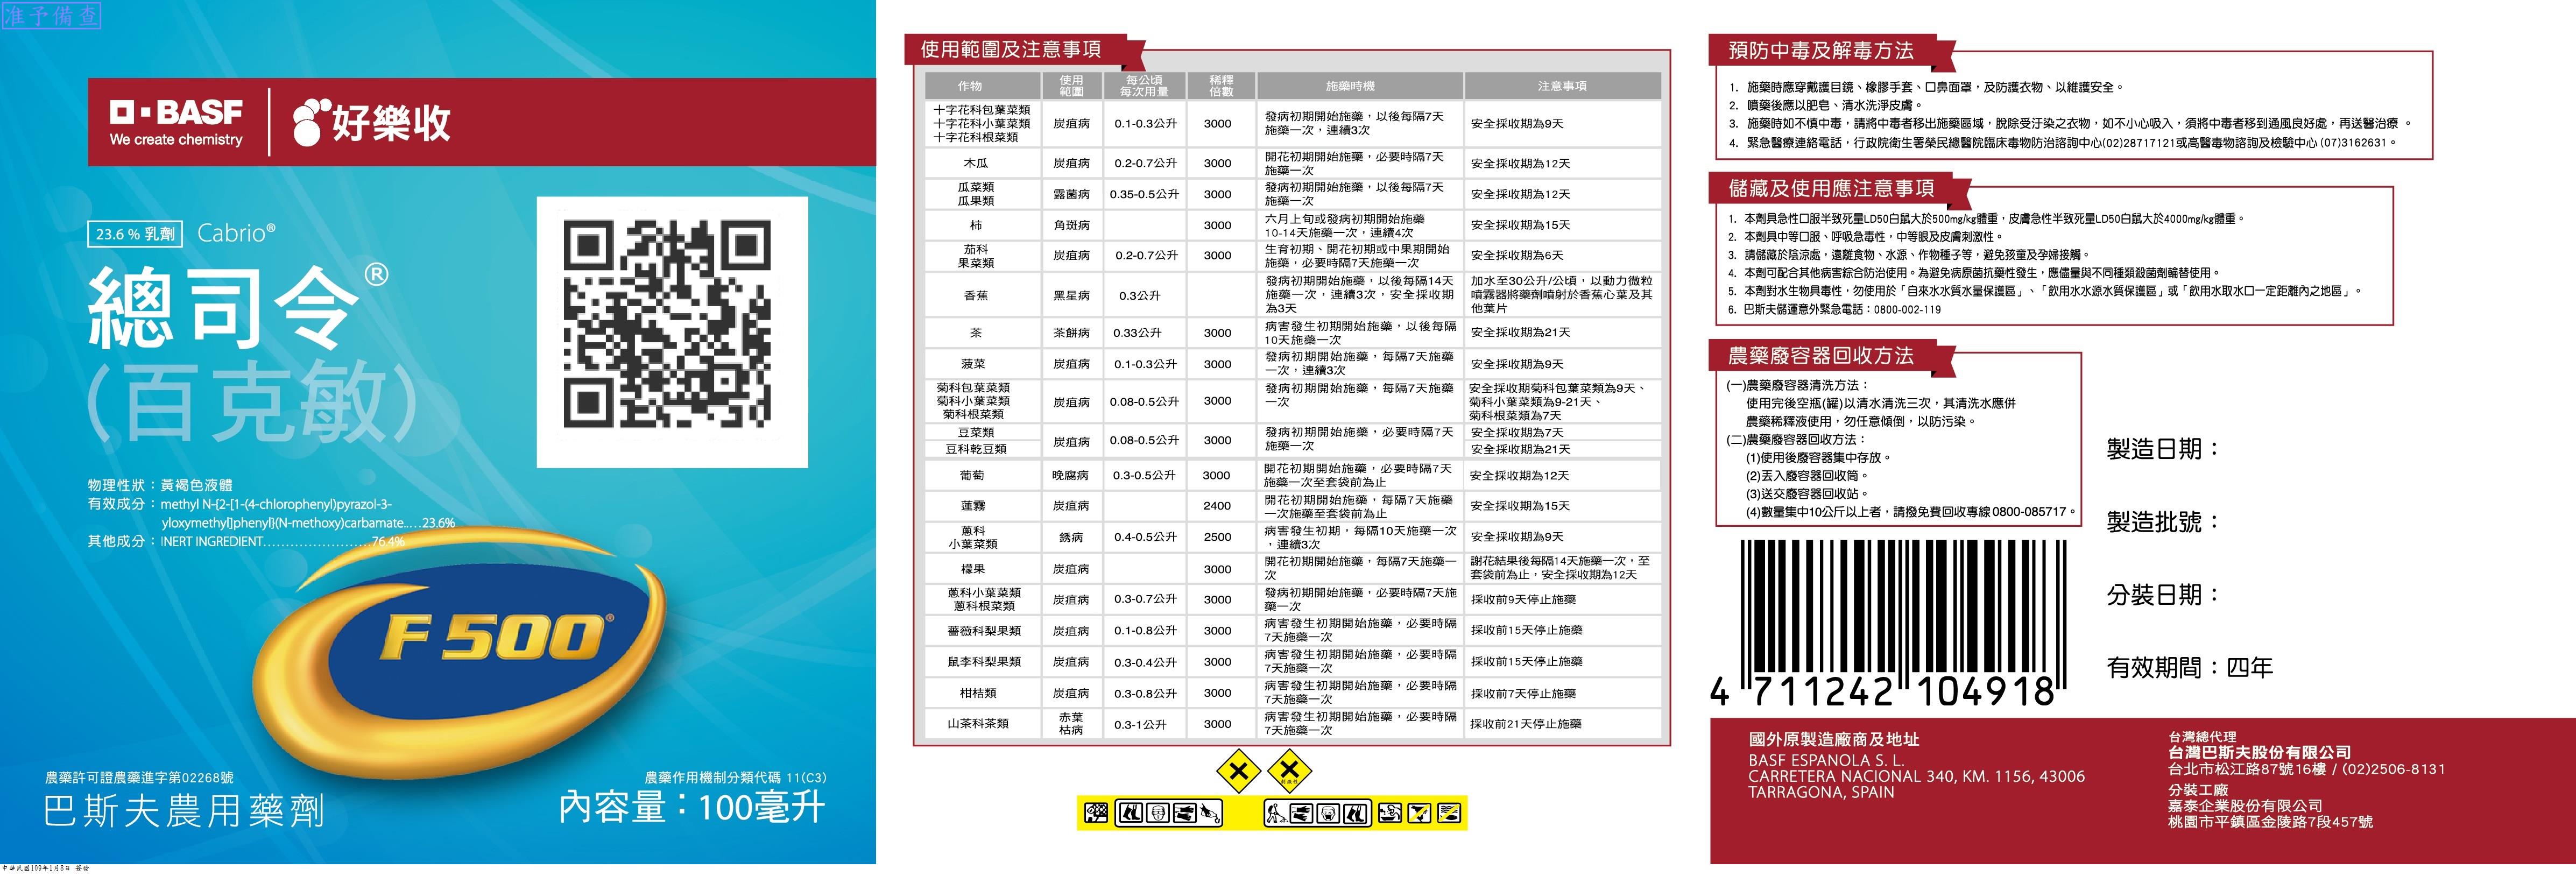 准予備查
BASF
We create chemistry
好樂收
23.6 % 乳劑
Cabrio®
總司令®
(百克敏)
物理性狀：黃褐色液體
有效成分：methyl N-{2-[1-(4-chlorophenyl)pyrazol-3-
yloxymethyl]phenyl}(N-methoxy)carbamate.....23.6%
其他成分：INERT INGREDIENT........................76.4%
F 500®
農藥許可證農藥進字第02268號
巴斯夫農用藥劑
農藥作用機制分類代碼 11(C3)
內容量：100毫升
中華民國109年1月8日 簽發
使用範圍及注意事項
作物 使用範圍 每公頃每次用量 稀釋倍數 施藥時機 注意事項
十字花科包葉菜類
十字花科小葉菜類 炭疽病 0.1-0.3公升 3000 發病初期開始施藥，以後每隔7天 安全採收期為9天
十字花科根菜類 施藥一次，連續3次
木瓜 炭疽病 0.2-0.7公升 3000 開花初期開始施藥，必要時隔7天 安全採收期為12天
施藥一次
瓜菜類 露菌病 0.35-0.5公升 3000 發病初期開始施藥，以後每隔7天 安全採收期為12天
瓜果類 施藥一次
柿 角斑病 3000 六月上旬或發病初期開始施藥 安全採收期為15天
10-14天施藥一次，連續4次
茄科 0.2-0.7公升 3000 生育初期、開花初期或中果期開始 安全採收期為6天
果菜類 炭疽病 施藥，必要時隔7天施藥一次
香蕉 黑星病 0.3公升 發病初期開始施藥，以後每隔14天 加水至30公升/公頃，以動力微粒
施藥一次，連續3次，安全採收期 噴霧器將藥劑噴射於香蕉心葉及其
為3天 他葉片
茶 茶餅病 0.33公升 3000 病害發生初期開始施藥，以後每隔 安全採收期為21天
10天施藥一次
菠菜 炭疽病 0.1-0.3公升 3000 發病初期開始施藥，每隔7天施藥 安全採收期為9天
一次，連續3次
菊科包葉菜類 發病初期開始施藥，每隔7天施藥 安全採收期菊科包葉菜類為9天、
菊科小葉菜類 炭疽病 0.08-0.5公升 3000 一次 菊科小葉菜類為9-21天、
菊科根菜類 菊科根菜類為7天
豆菜類 炭疽病 0.08-0.5公升 3000 發病初期開始施藥，必要時隔7天 安全採收期為7天
豆科乾豆類 施藥一次 安全採收期為21天
葡萄 晚腐病 0.3-0.5公升 3000 開花初期開始施藥，必要時隔7天 安全採收期為12天
施藥一次至套袋前為止
蓮霧 炭疽病 2400 開花初期開始施藥，每隔7天施藥 安全採收期為15天
一次施藥至套袋前為止
蔥科 銹病 0.4-0.5公升 2500 病害發生初期，每隔10天施藥一次 安全採收期為9天
小葉菜類 ，連續3次
檬果 炭疽病 3000 開花初期開始施藥，每隔7天施藥一 謝花結果後每隔14天施藥一次，至
次 套袋前為止，安全採收期為12天
蔥科小葉菜類 炭疽病 0.3-0.7公升 3000 發病初期開始施藥，必要時隔7天施 採收前9天停止施藥
蔥科根菜類 藥一次
薔薇科梨果類 炭疽病 0.1-0.8公升 3000 病害發生初期開始施藥，必要時隔 採收前15天停止施藥
7天施藥一次
鼠李科梨果類 炭疽病 0.3-0.4公升 3000 病害發生初期開始施藥，必要時隔 採收前15天停止施藥
7天施藥一次
柑桔類 炭疽病 0.3-0.8公升 3000 病害發生初期開始施藥，必要時隔 採收前7天停止施藥
7天施藥一次
山茶科茶類 赤葉枯病 0.3-1公升 3000 病害發生初期開始施藥，必要時隔 採收前21天停止施藥
7天施藥一次
預防中毒及解毒方法
1. 施藥時應穿戴護目鏡、橡膠手套、口鼻面罩，及防護衣物、以維護安全。
2. 噴藥後應以肥皂、清水洗淨皮膚。
3. 施藥時如不慎中毒，請將中毒者移出施藥區域，脫除受汙染之衣物，如不小心吸入，須將中毒者移到通風良好處，再送醫治療 。
4. 緊急醫療連絡電話，行政院衛生署榮民總醫院臨床毒物防治諮詢中心(02)28717121或高醫毒物諮詢及檢驗中心(07)3162631。
儲藏及使用應注意事項
1. 本劑具急性口服半致死量LD50白鼠大於500mg/kg體重，皮膚急性半致死量LD50白鼠大於4000mg/kg體重。
2. 本劑具中等口服、呼吸急毒性，中等眼及皮膚刺激性。
3. 請儲藏於陰涼處，遠離食物、水源、作物種子等，避免孩童及孕婦接觸。
4. 本劑可配合其他病害綜合防治使用。為避免病原菌抗藥性發生，應儘量與不同種類殺菌劑輪替使用。
5. 本劑對水生物具毒性，勿使用於「自來水水質水量保護區」、「飲用水水源水質保護區」或「飲用水取水口一定距離內之地區」。
6. 巴斯夫儲運意外緊急電話：0800-002-119
農藥廢容器回收方法
(一)農藥廢容器清洗方法：
使用完後空瓶(罐)以清水清洗三次，其清洗水應併
農藥稀釋液使用，勿任意傾倒，以防污染。
(二)農藥廢容器回收方法：
(1)使用後廢容器集中存放。
(2)丟入廢容器回收筒。
(3)送交廢容器回收站。
(4)數量集中10公斤以上者，請撥免費回收專線0800-085717。
4 711242 104918
製造日期：
製造批號：
分裝日期：
有效期間：四年
國外原製造廠商及地址
BASF ESPANOLA S. L.
CARRETERA NACIONAL 340, KM. 1156, 43006
TARRAGONA, SPAIN
台灣總代理
台灣巴斯夫股份有限公司
台北市松江路87號16樓 / (02)2506-8131
分裝工廠
嘉泰企業股份有限公司
桃園市平鎮區金陵路7段457號